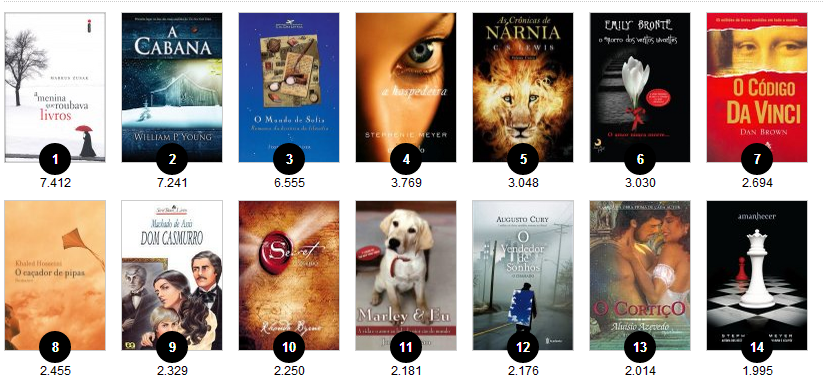 MARKUS ZUSAK
a menina
que roubava
livros
1
7.412
A
CABANA
WILLIAM P. YOUNG
2
7.241
O Mundo de Sofia
Romance da história da filosofia
3
6.555
a hospedeira
STEPHENIE MEYER
4
3.769
As Crônicas de
NÁRNIA
C. S. LEWIS
5
3.048
EMILY BRONTE
o morro dos ventos uivantes
O amor nunca morre...
6
3.030
O CÓDIGO
DA VINCI
DAN BROWN
7
2.694
Khaled Hosseini
O caçador de pipas
8
2.455
Machado de Assis
DOM CASMURRO
9
2.329
The
Secret
Rhonda Byrne
10
2.250
Marley & Eu
11
2.181
AUGUSTO CURY
O
Vendedor
de
Sonhos
O CHAMADO
12
2.176
O CORTIÇO
Aluísio Azevedo
13
2.014
amanhecer
STEPH MEYER
14
1.995